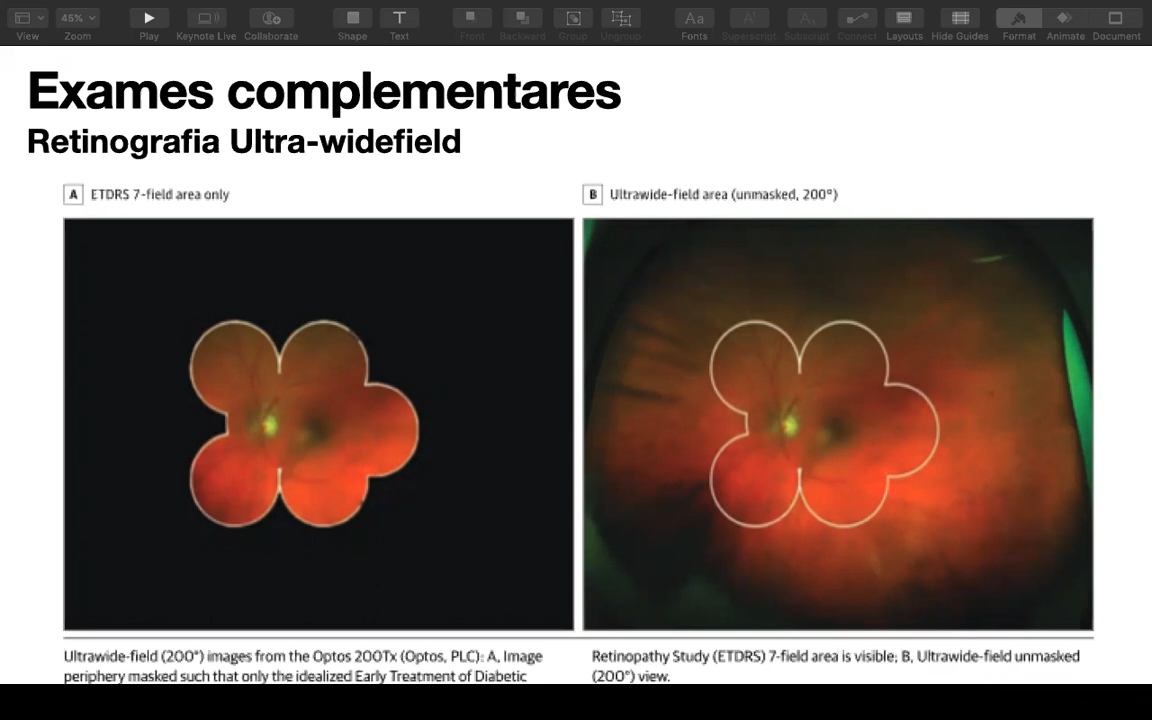 45%
View
Zoom
Play
Keynote Live
Collaborate
Shape
T
Text
Front
Backward
Group
Ungroup
Aa
Fonts
Superscript
Subscript
Connect
Layouts
Hide Guides
Format
Animate
Document
Exames complementares
Retinografia Ultra-widefield
A ETDRS 7-field area only
B Ultrawide-field area (unmasked, 200°)
Ultrawide-field (200°) images from the Optos 200Tx (Optos, PLC): A, Image
periphery masked such that only the idealized Early Treatment of Diabetic
Retinopathy Study (ETDRS) 7-field area is visible; B, Ultrawide-field unmasked
(200°) view.